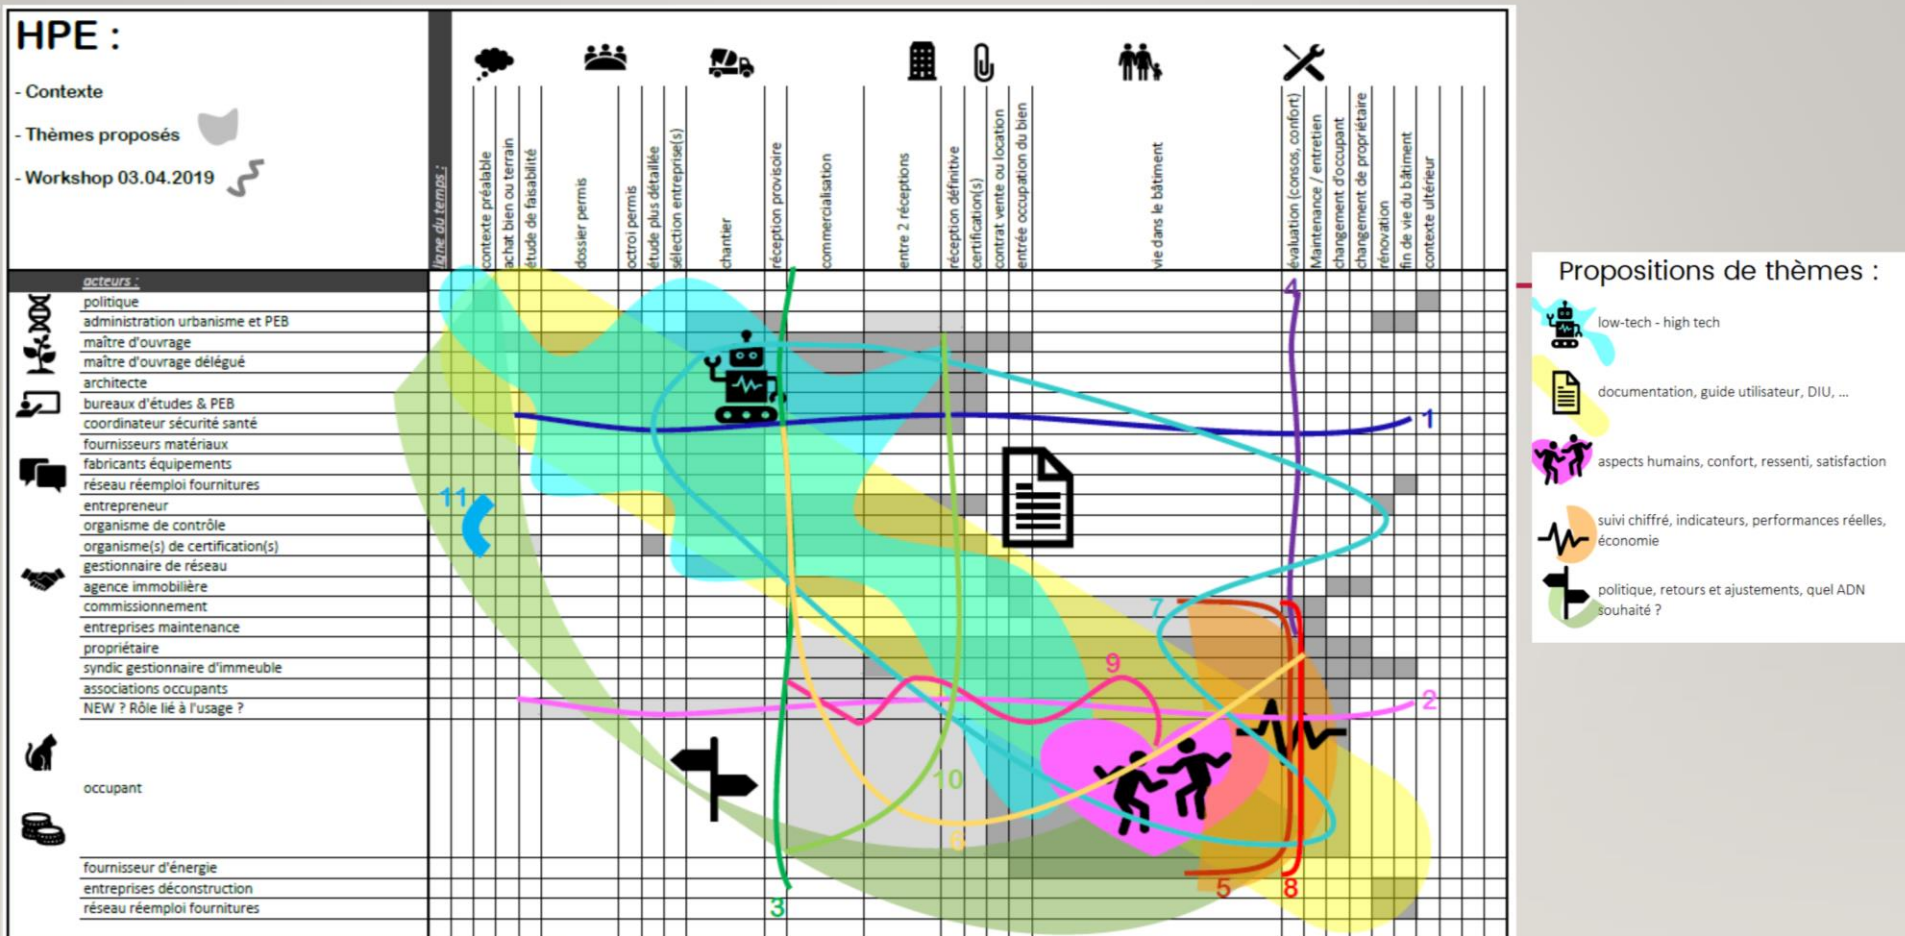 HPE :
- Contexte
- Thèmes proposés
- Workshop 03.04.2019
ligne du temps :
contexte préalable
achat bien ou terrain
étude de faisabilité
dossier permis
octroi permis
étude plus détaillée
sélection entreprise(s)
chantier
réception provisoire
commercialisation
entre 2 réceptions
réception définitive
certification(s)
contrat vente ou location
entrée occupation du bien
vie dans le bâtiment
évaluation (consos, confort)
Maintenance / entretien
changement d'occupant
changement de propriétaire
rénovation
fin de vie du bâtiment
contexte ultérieur
acteurs :
politique
administration urbanisme et PEB
maître d'ouvrage
maître d'ouvrage délégué
architecte
bureaux d'études & PEB
coordinateur sécurité santé
fournisseurs matériaux
fabricants équipements
réseau réemploi fournitures
entrepreneur
organisme de contrôle
organisme(s) de certification(s)
gestionnaire de réseau
agence immobilière
commissionnement
entreprises maintenance
propriétaire
syndic gestionnaire d'immeuble
associations occupants
NEW ? Rôle lié à l'usage ?
occupant
fournisseur d'énergie
entreprises déconstruction
réseau réemploi fournitures
4
1
11
7
9
2
10
6
5
8
3
Propositions de thèmes :
low-tech - high tech
documentation, guide utilisateur, DIU, ...
aspects humains, confort, ressenti, satisfaction
suivi chiffré, indicateurs, performances réelles,
économie
politique, retours et ajustements, quel ADN
souhaité ?